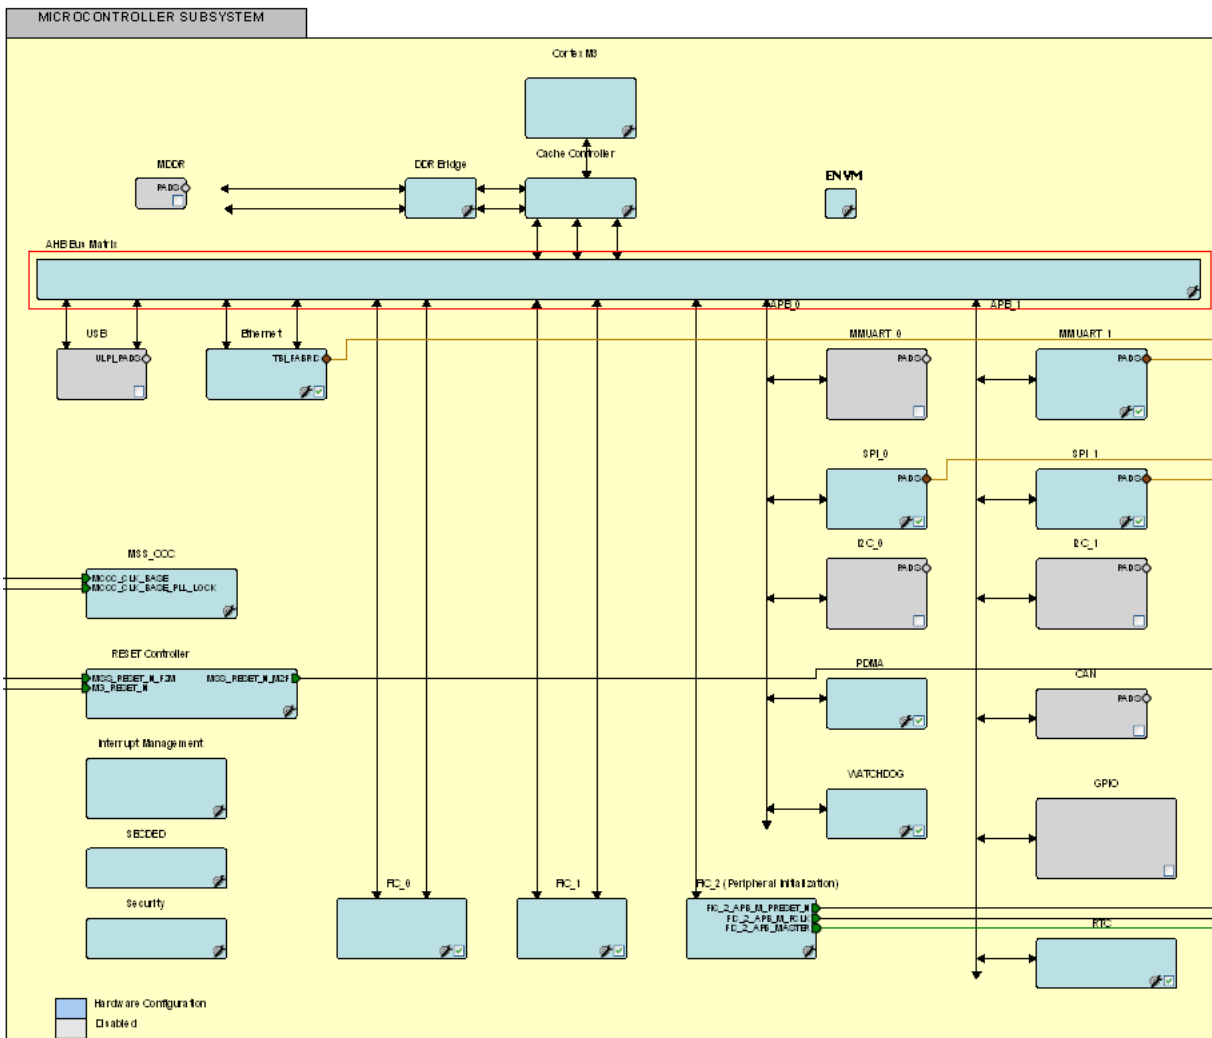 MICROCONTROLLER SUBSYSTEM
Cortex M3
Cache Controller
MDDR
PADS
DDR Bridge
ENVM
AHB Bus Matrix
APB_0
APB_1
USB
ULPI_PADS
Ethernet
TBI_FABRIC
MMUART_0
PADS
MMUART_1
PADS
SPI_0
PADS
SPI_1
PADS
MSS_CCC
MCCC_CLK_BASE
MCCC_CLK_BASE_PLL_LOCK
I2C_0
PADS
I2C_1
PADS
RESET Controller
MSS_RESET_N_F2M
MSS_RESET_N_M2F
M3_RESET_N
PDMA
CAN
PADS
Interrupt Management
WATCHDOG
GPIO
SECDED
Security
FIC_0
FIC_1
FIC_2 (Peripheral Initialization)
FIC_2_APB_M_PRESET_N
FIC_2_APB_M_PCLK
FIC_2_APB_MASTER
RTC
Hardware Configuration
Disabled